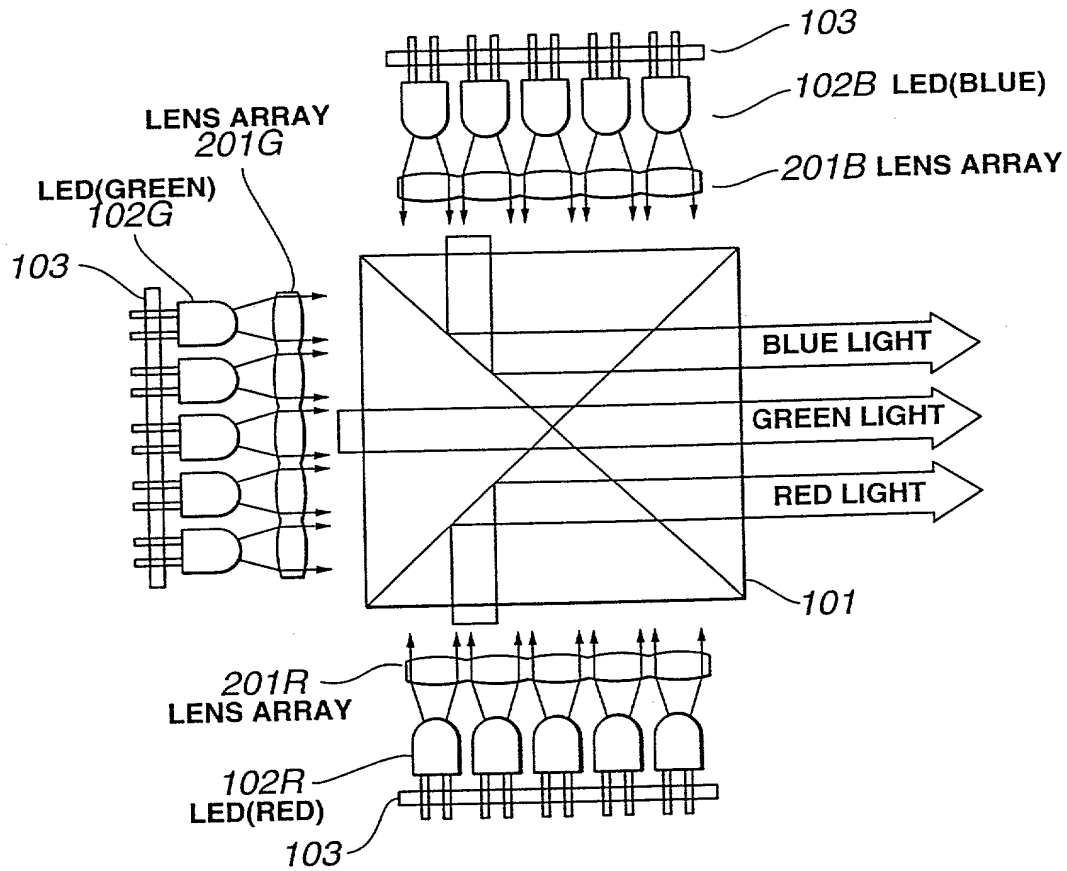 103
102B LED(BLUE)
201B LENS ARRAY
LENS ARRAY
201G
LED(GREEN)
102G
103
BLUE LIGHT
GREEN LIGHT
RED LIGHT
101
201R
LENS ARRAY
102R
LED(RED)
103